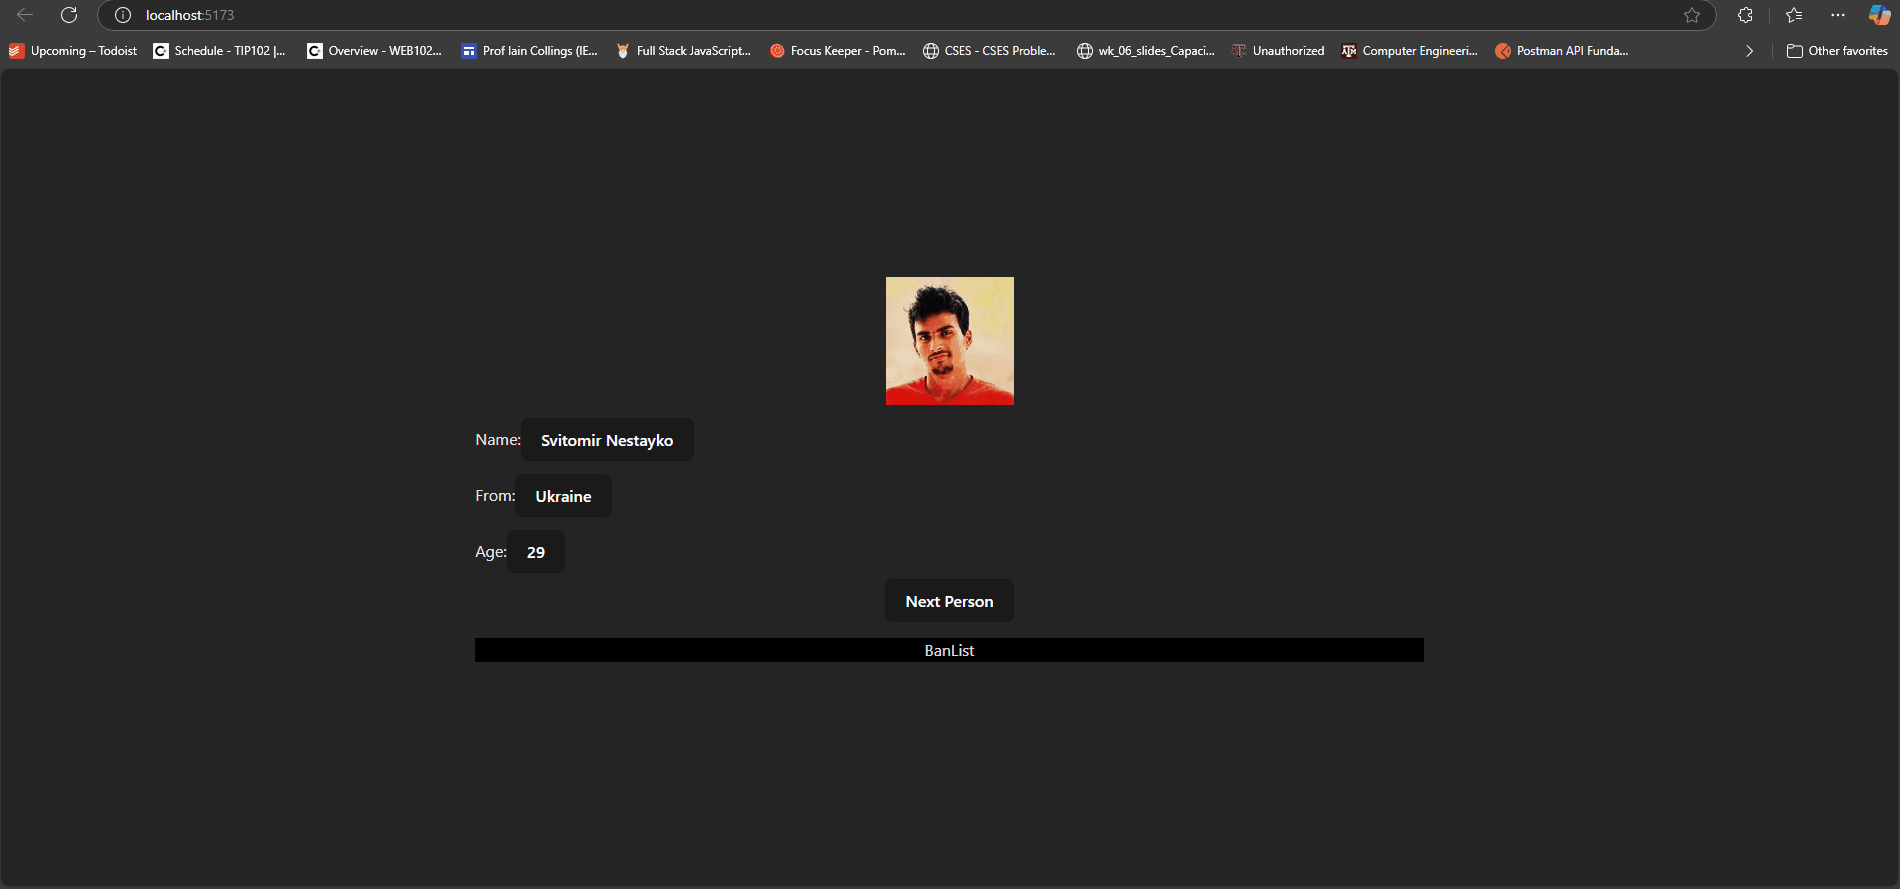 localhost:5173
Upcoming – Todoist
Schedule - TIP102 |...
Overview - WEB102...
Prof Iain Collings (IE...
Full Stack JavaScript...
Focus Keeper - Pom...
CSES - CSES Proble...
wk_06_slides_Capaci...
Unauthorized
Computer Engineeri...
Postman API Funda...
Other favorites
Name: Svitomir Nestayko
From: Ukraine
Age: 29
Next Person
BanList